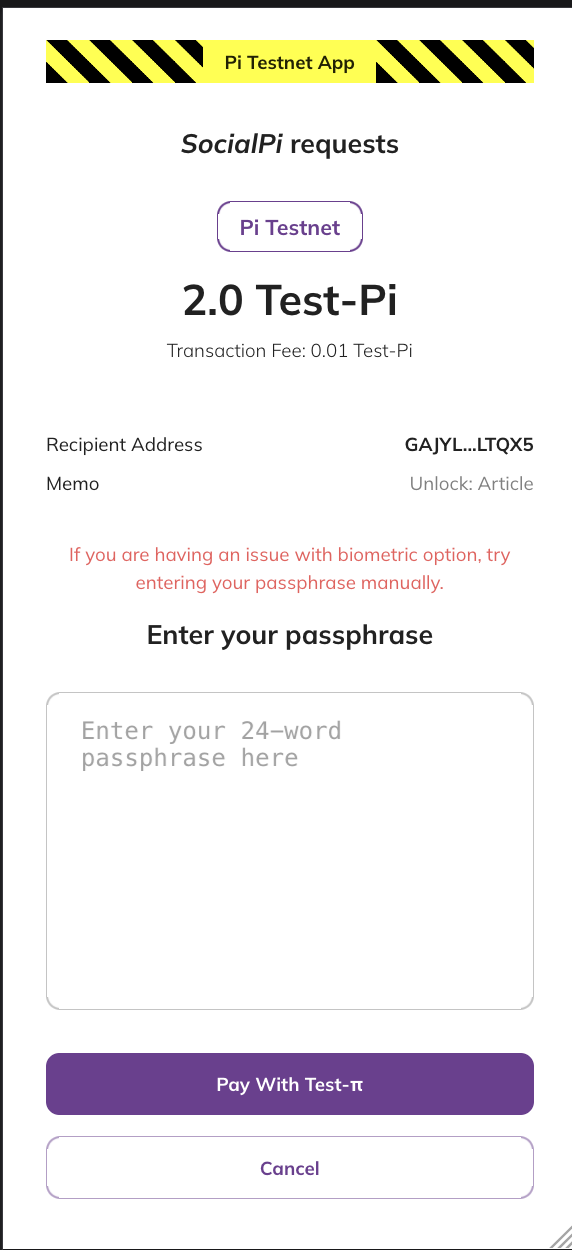 Pi Testnet App
SocialPi requests
Pi Testnet
2.0 Test-Pi
Transaction Fee: 0.01 Test-Pi
Recipient Address GAJYL...LTQX5
Memo Unlock: Article
If you are having an issue with biometric option, try
entering your passphrase manually.
Enter your passphrase
Enter your 24-word
passphrase here
Pay With Test-π
Cancel